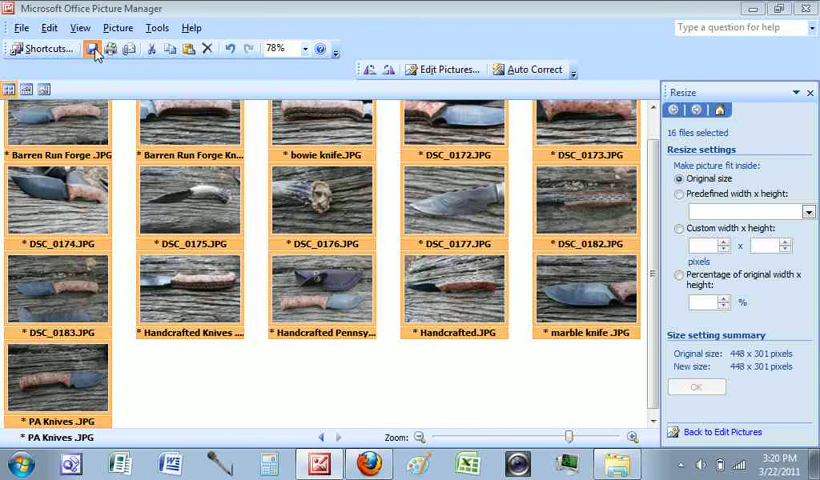 Microsoft Office Picture Manager
File Edit View Picture Tools Help
Type a question for help
Shortcuts...
78%
Edit Pictures...
Auto Correct
Resize
16 files selected
Resize settings
Make picture fit inside:
Original size
Predefined width x height:
Custom width x height:
x
pixels
Percentage of original width x
height:
%
Size setting summary
Original size: 448 x 301 pixels
New size: 448 x 301 pixels
OK
Back to Edit Pictures
* Barren Run Forge .JPG
* Barren Run Forge Kn...
* bowie knife.JPG
* DSC_0172.JPG
* DSC_0173.JPG
* DSC_0174.JPG
* DSC_0175.JPG
* DSC_0176.JPG
* DSC_0177.JPG
* DSC_0182.JPG
* DSC_0183.JPG
* Handcrafted Knives ....
* Handcrafted Pennsy...
* Handcrafted.JPG
* marble knife .JPG
* PA Knives .JPG
* PA Knives .JPG
Zoom:
3:20 PM
3/22/2011